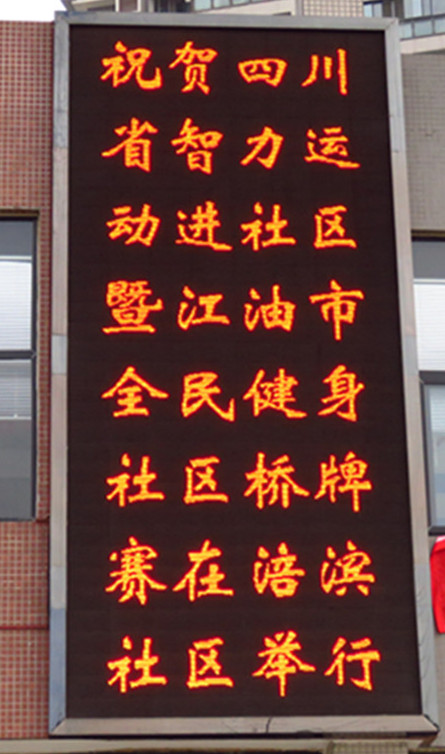 祝贺四川
省智力运
动进社区
暨江油市
全民健身
社区桥牌
赛在涪滨
社区举行